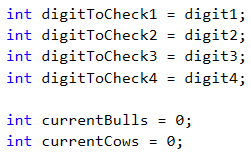 int digitToCheck1 = digit1;
int digitToCheck2 = digit2;
int digitToCheck3 = digit3;
int digitToCheck4 = digit4;
int currentBulls = 0;
int currentCows = 0;